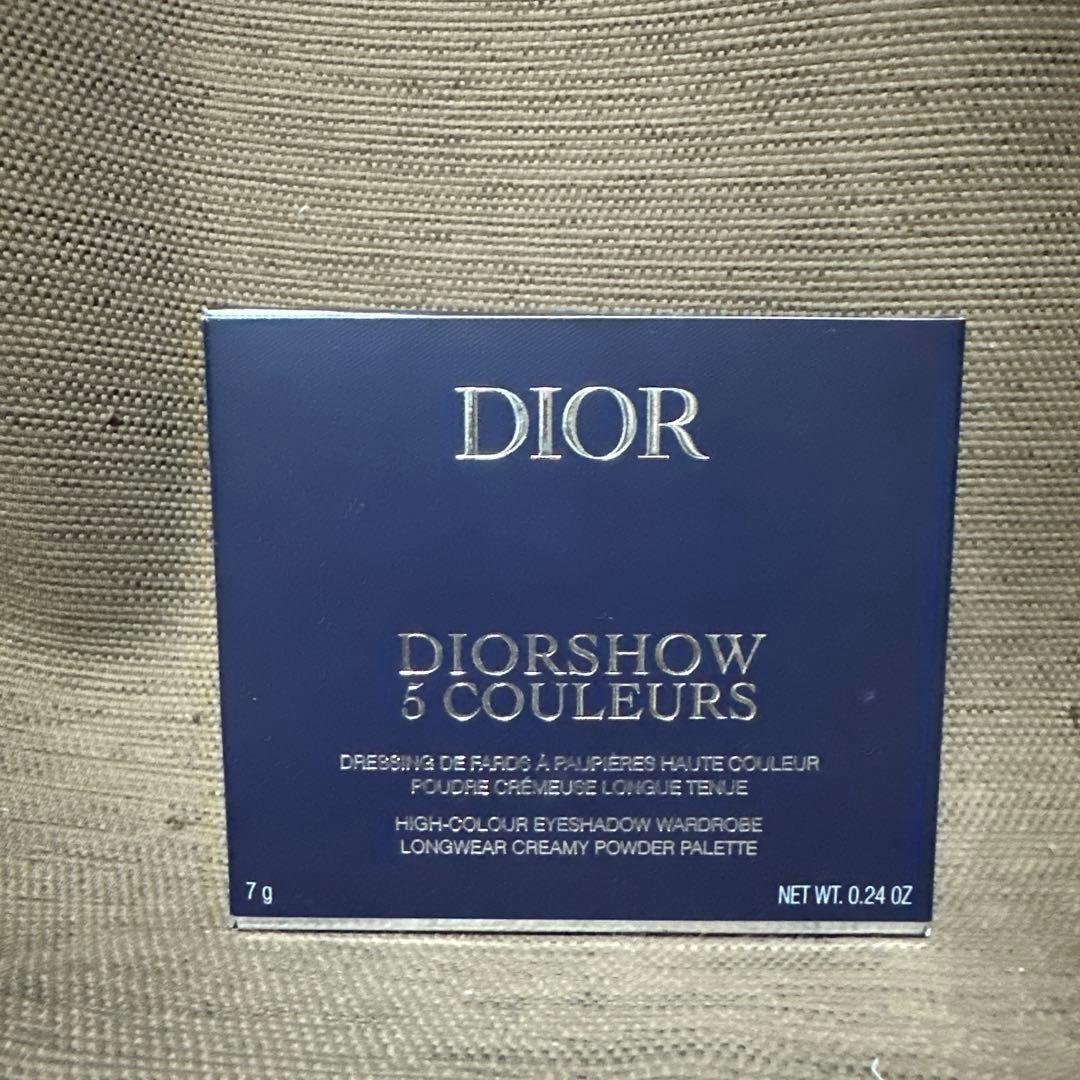 DIOR
DIORSHOW
5 COULEURS
DRESSING DE FARDS À PAUPIÈRES HAUTE COULEUR
POUDRE CRÉMEUSE LONGUE TENUE
HIGH-COLOUR EYESHADOW WARDROBE
LONGWEAR CREAMY POWDER PALETTE
7 g
NET WT. 0.24 OZ